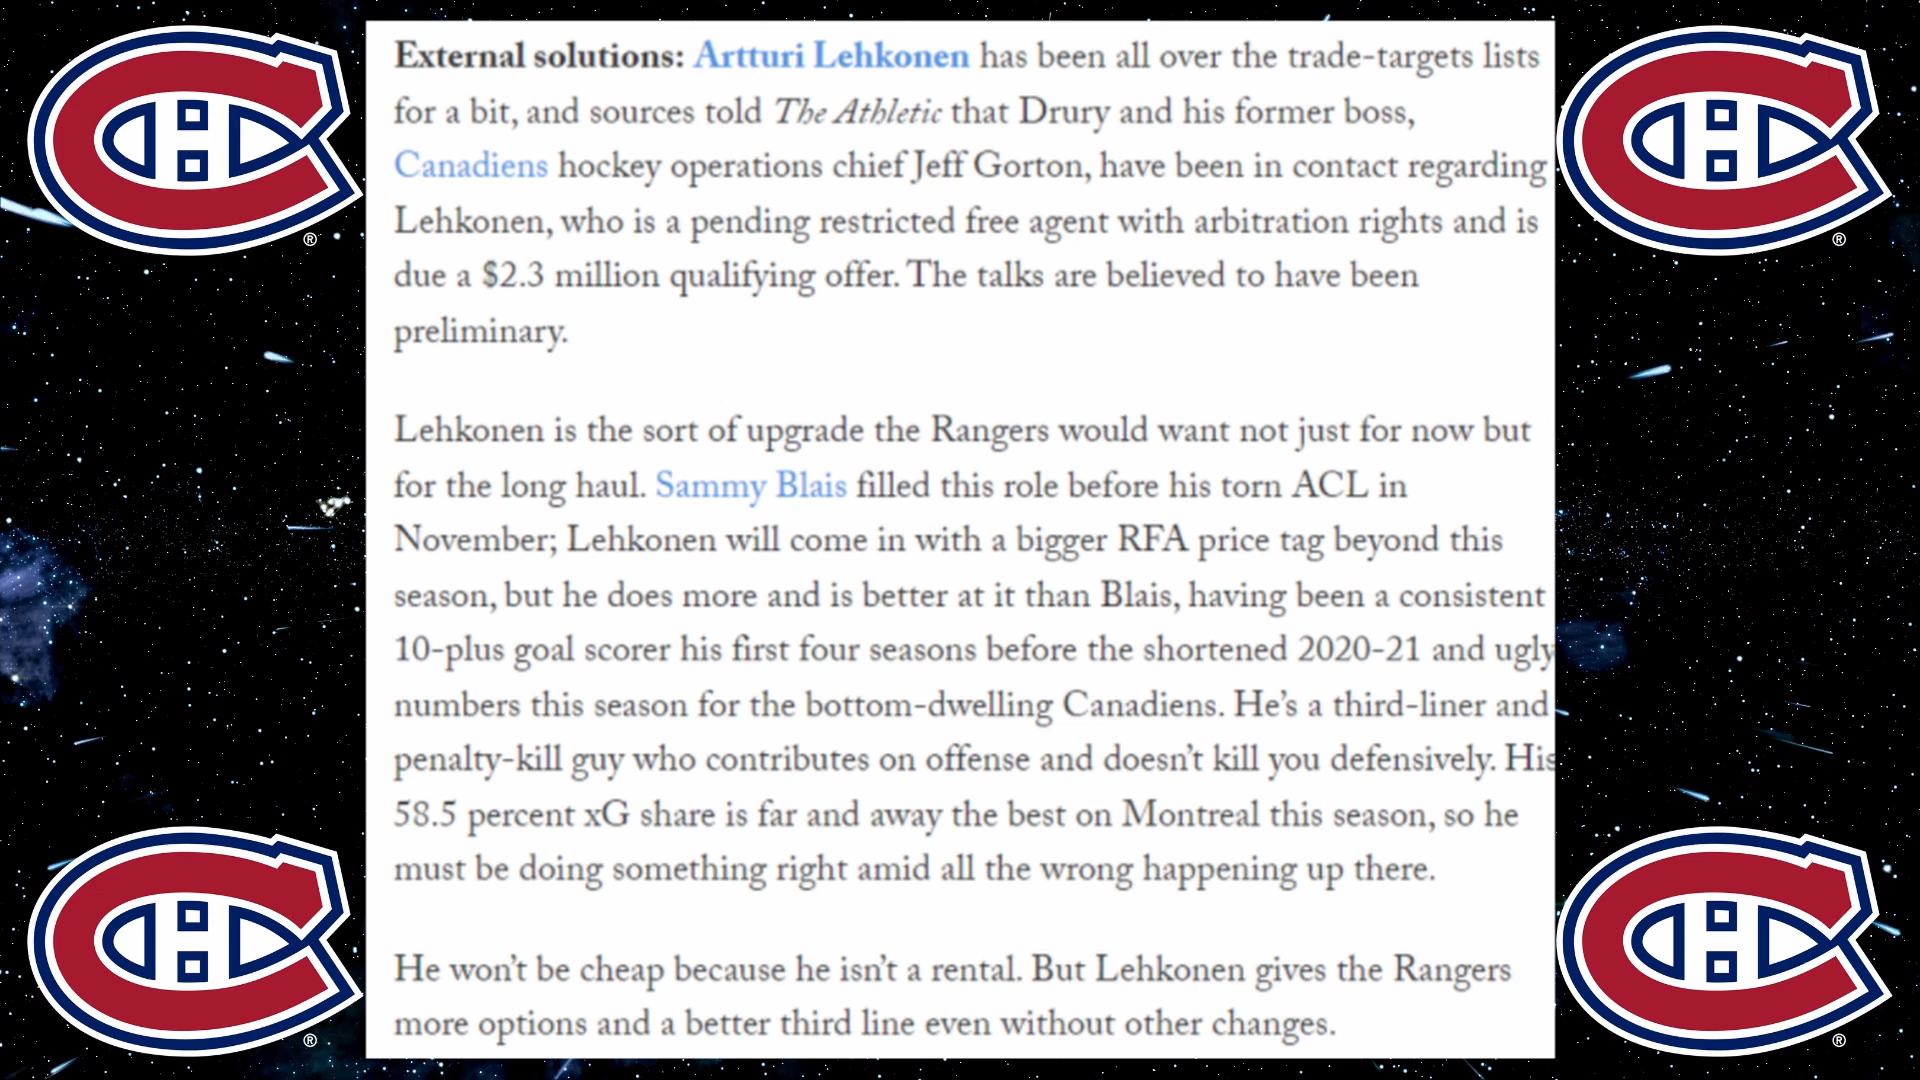 External solutions: Artturi Lehkonen has been all over the trade-targets lists
for a bit, and sources told The Athletic that Drury and his former boss,
Canadiens hockey operations chief Jeff Gorton, have been in contact regarding
Lehkonen, who is a pending restricted free agent with arbitration rights and is
due a $2.3 million qualifying offer. The talks are believed to have been
preliminary.
Lehkonen is the sort of upgrade the Rangers would want not just for now but
for the long haul. Sammy Blais filled this role before his torn ACL in
November; Lehkonen will come in with a bigger RFA price tag beyond this
season, but he does more and is better at it than Blais, having been a consistent
10-plus goal scorer his first four seasons before the shortened 2020-21 and ugly
numbers this season for the bottom-dwelling Canadiens. He's a third-liner and
penalty-kill guy who contributes on offense and doesn't kill you defensively. His
58.5 percent xG share is far and away the best on Montreal this season, so he
must be doing something right amid all the wrong happening up there.
He won't be cheap because he isn't a rental. But Lehkonen gives the Rangers
more options and a better third line even without other changes.
®
®
®
®